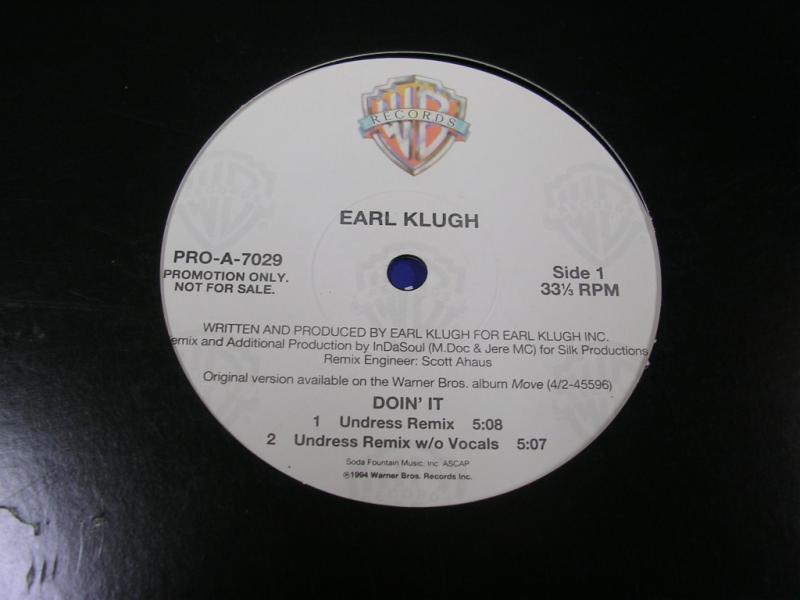 WB
RECORDS
EARL KLUGH
PRO-A-7029
PROMOTION ONLY.
NOT FOR SALE.
Side 1
33⅓ RPM
WRITTEN AND PRODUCED BY EARL KLUGH FOR EARL KLUGH INC.
emix and Additional Production by InDaSoul (M.Doc & Jere MC) for Silk Productions
Remix Engineer: Scott Ahaus
Original version available on the Warner Bros. album Move (4/2-45596)
DOIN' IT
1 Undress Remix 5:08
2 Undress Remix w/o Vocals 5:07
Soda Fountain Music, Inc ASCAP
℗1994 Warner Bros. Records Inc.